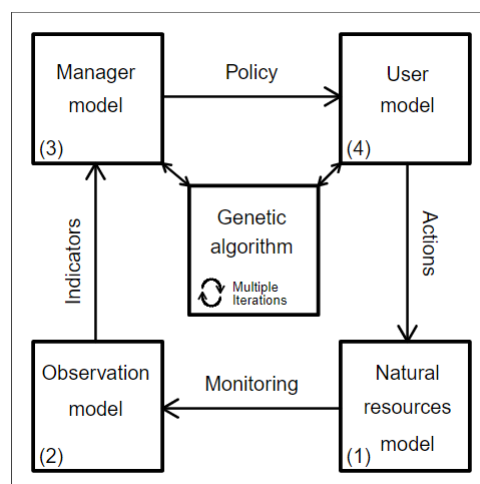 Manager
model
(3)
Policy
User
model
(4)
Genetic
algorithm
Multiple
Iterions
Indicators
Actions
Observation
model
(2)
Monitoring
Natural
resources
model
(1)